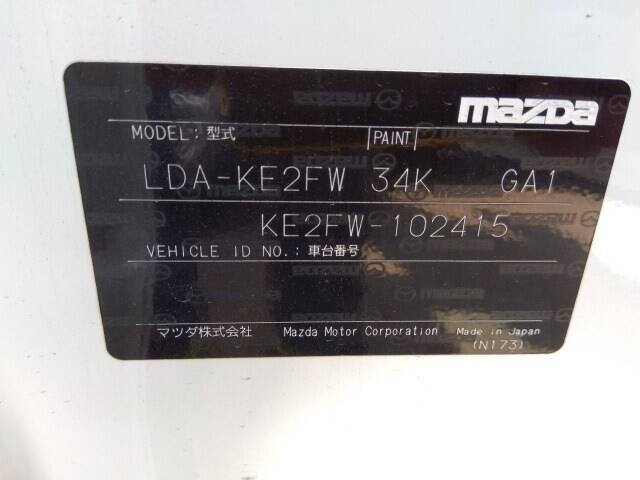 mazda
MODEL: 型式 PAINT
LDA-KE2FW 34K GA1
KE2FW-102415
VEHICLE ID NO.: 車台番号
マツダ株式会社 Mazda Motor Corporation Made in Japan
(N173)